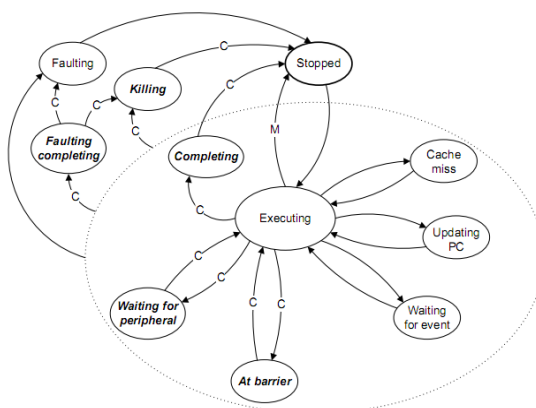 Faulting
C
Stopped
C
Killing
C
C
C
C
M
Faulting
completing
Completing
Cache
miss
C
C
Executing
Updating
PC
C
C
Waiting for
peripheral
C
C
Waiting
for event
At barrier